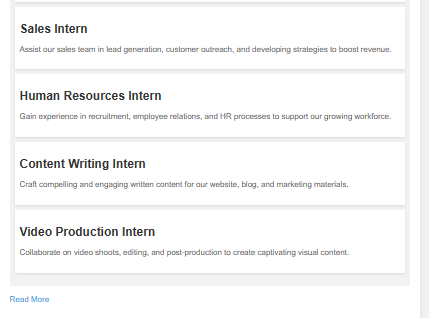 Sales Intern
Assist our sales team in lead generation, customer outreach, and developing strategies to boost revenue.
Human Resources Intern
Gain experience in recruitment, employee relations, and HR processes to support our growing workforce.
Content Writing Intern
Craft compelling and engaging written content for our website, blog, and marketing materials.
Video Production Intern
Collaborate on video shoots, editing, and post-production to create captivating visual content.
Read More